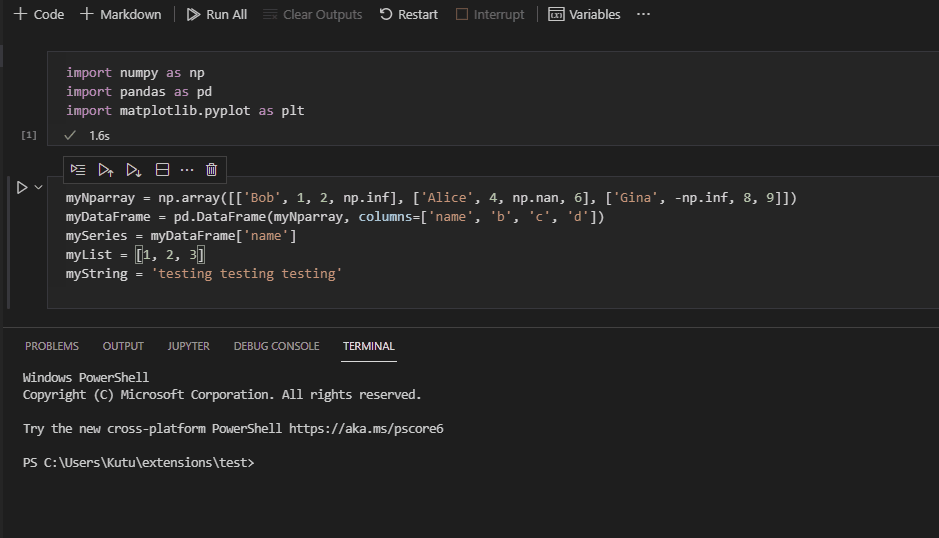 Code Markdown Run All Clear Outputs Restart Interrupt Variables ...
import numpy as np
import pandas as pd
import matplotlib.pyplot as plt
[1] 1.6s
myNparray = np.array([['Bob', 1, 2, np.inf], ['Alice', 4, np.nan, 6], ['Gina', -np.inf, 8, 9]])
myDataFrame = pd.DataFrame(myNparray, columns=['name', 'b', 'c', 'd'])
mySeries = myDataFrame['name']
myList = [1, 2, 3]
myString = 'testing testing testing'
PROBLEMS OUTPUT JUPYTER DEBUG CONSOLE TERMINAL
Windows PowerShell
Copyright (C) Microsoft Corporation. All rights reserved.
Try the new cross-platform PowerShell https://aka.ms/pscore6
PS C:\Users\Kutu\extensions\test>